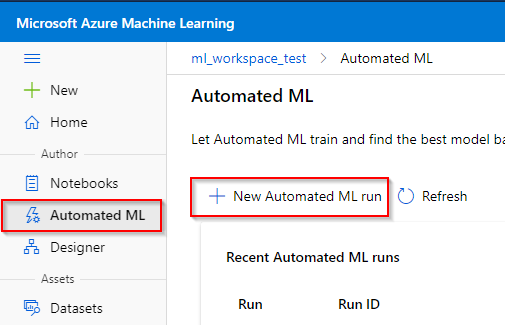 Microsoft Azure Machine Learning
ml_workspace_test > Automated ML
New
Home
Author
Notebooks
Automated ML
Designer
Assets
Datasets
Automated ML
Let Automated ML train and find the best model ba
New Automated ML run
Refresh
Recent Automated ML runs
Run
Run ID